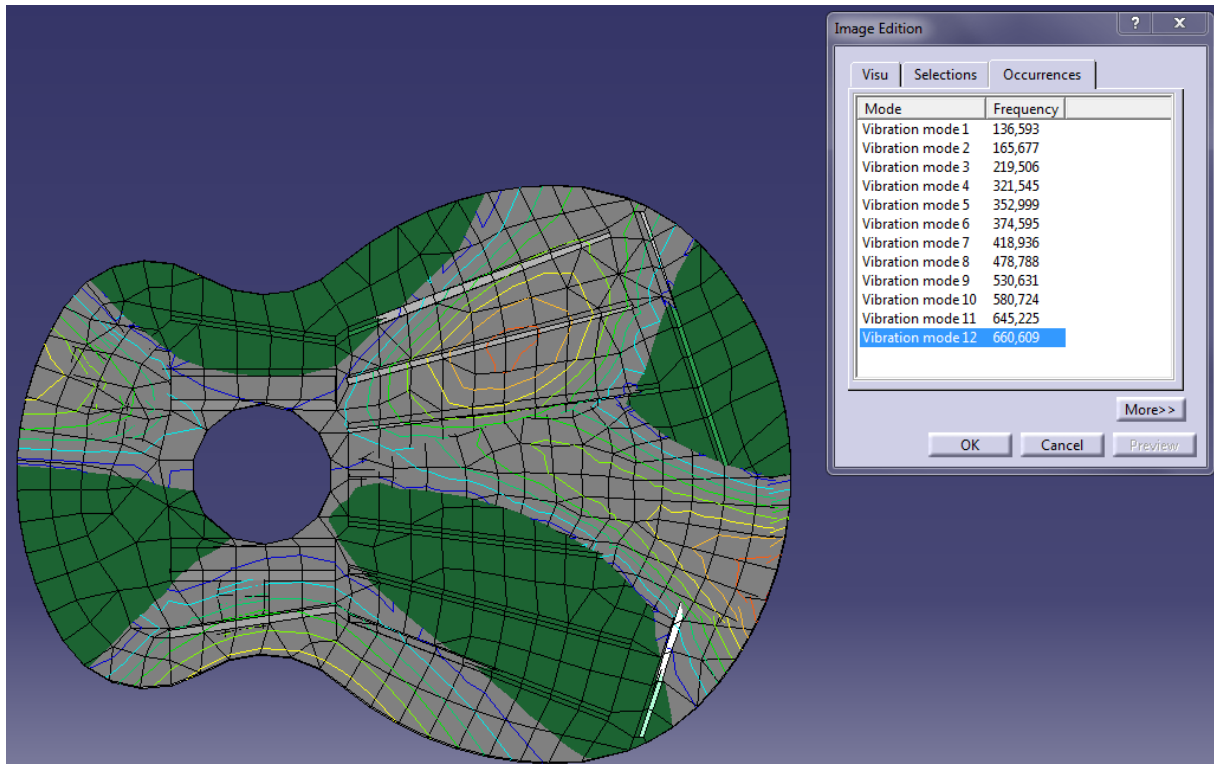 Image Edition ? X
Visu Selections Occurrences
Mode Frequency
Vibration mode 1 136,593
Vibration mode 2 165,677
Vibration mode 3 219,506
Vibration mode 4 321,545
Vibration mode 5 352,999
Vibration mode 6 374,595
Vibration mode 7 418,936
Vibration mode 8 478,788
Vibration mode 9 530,631
Vibration mode 10 580,724
Vibration mode 11 645,225
Vibration mode 12 660,609
More>>
OK Cancel Preview